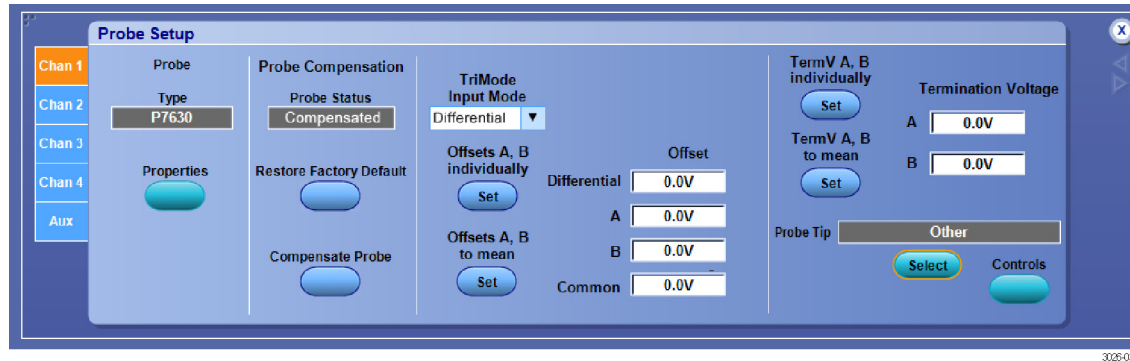 Probe Setup
X
Chan 1
Chan 2
Chan 3
Chan 4
Aux
Probe
Type
P7630
Properties
Probe Compensation
Probe Status
Compensated
Restore Factory Default
Compensate Probe
TriMode
Input Mode
Differential
Offsets A, B
individually
Set
Offsets A, B
to mean
Set
Offset
Differential 0.0V
A 0.0V
B 0.0V
Common 0.0V
TermV A, B
individually
Set
TermV A, B
to mean
Set
Termination Voltage
A 0.0V
B 0.0V
Probe Tip Other
Select
Controls